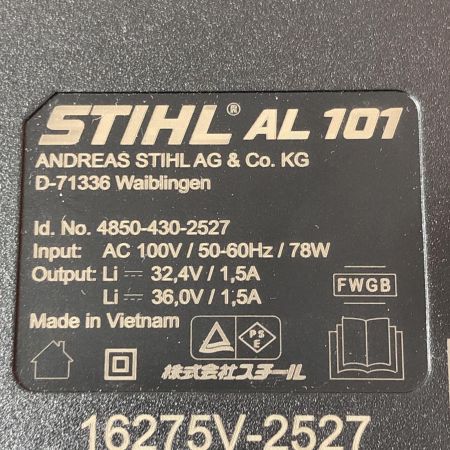 STIHL® AL 101
ANDREAS STIHL AG & Co. KG
D-71336 Waiblingen
Id. No. 4850-430-2527
Input: AC 100V / 50-60Hz / 78W
Output: Li ⎓ 32,4V / 1,5A
Li ⎓ 36,0V / 1,5A
FWGB
Made in Vietnam
PS
E
株式会社スチール
16275V-2527